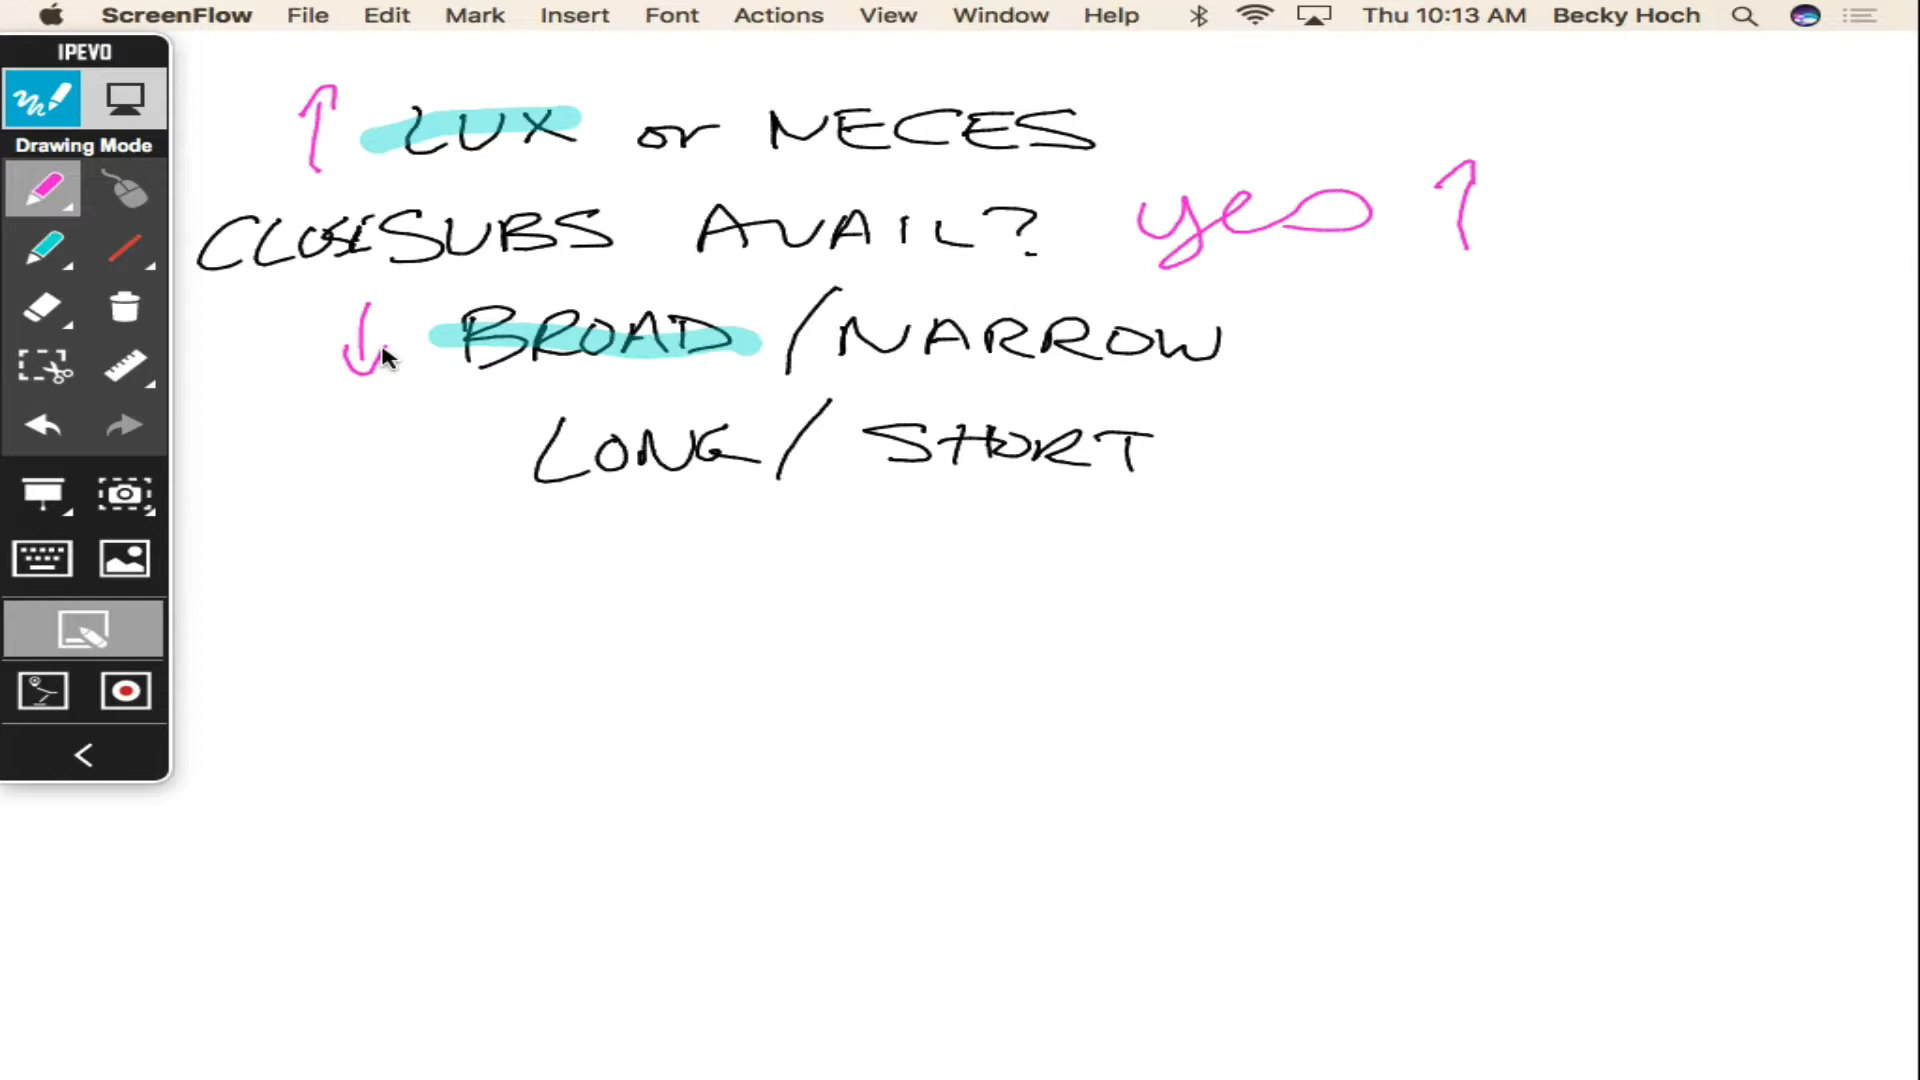 ScreenFlow File Edit Mark Insert Font Actions View Window Help Thu 10:13 AM Becky Hoch
IPEVO
Drawing Mode
LUX or NECES
CLOSE SUBS AVAIL? yes
BROAD / NARROW
LONG / SHORT